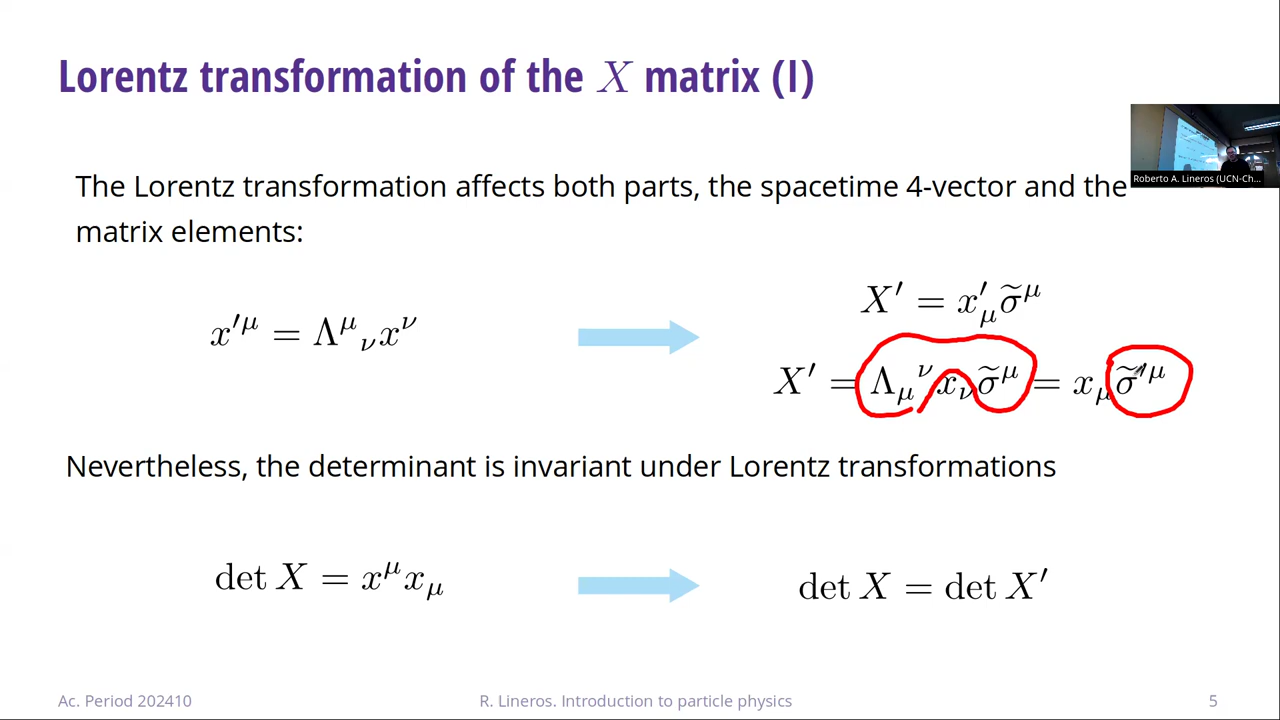 Lorentz transformation of the X matrix (I)
Roberto A. Lineros (UCN-Ch...
The Lorentz transformation affects both parts, the spacetime 4-vector and the
matrix elements:
X′ = x′_μ σ̃^μ
x′^μ = Λ^μ_ν x^ν
X′ = Λ_μ^ν x_ν σ̃^μ = x_μ σ̃′^μ
Nevertheless, the determinant is invariant under Lorentz transformations
det X = x^μ x_μ
det X = det X′
Ac. Period 202410
R. Lineros. Introduction to particle physics
5